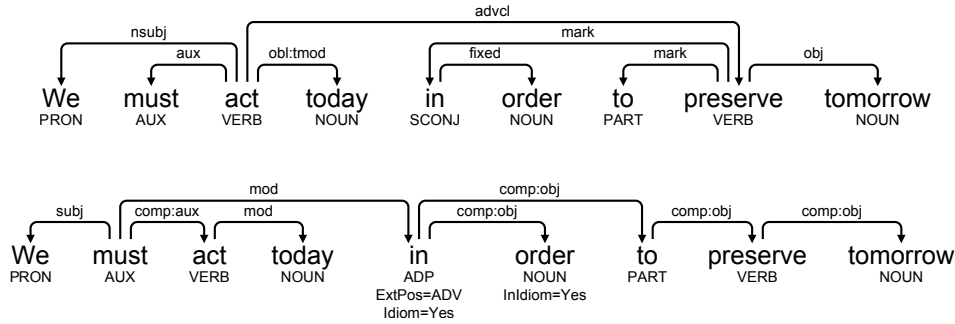 advcl
nsubj mark
aux obl:tmod fixed mark obj
We must act today in order to preserve tomorrow
PRON AUX VERB NOUN SCONJ NOUN PART VERB NOUN
mod comp:obj
subj comp:aux mod comp:obj comp:obj comp:obj
We must act today in order to preserve tomorrow
PRON AUX VERB NOUN ADP NOUN PART VERB NOUN
ExtPos=ADV InIdiom=Yes
Idiom=Yes